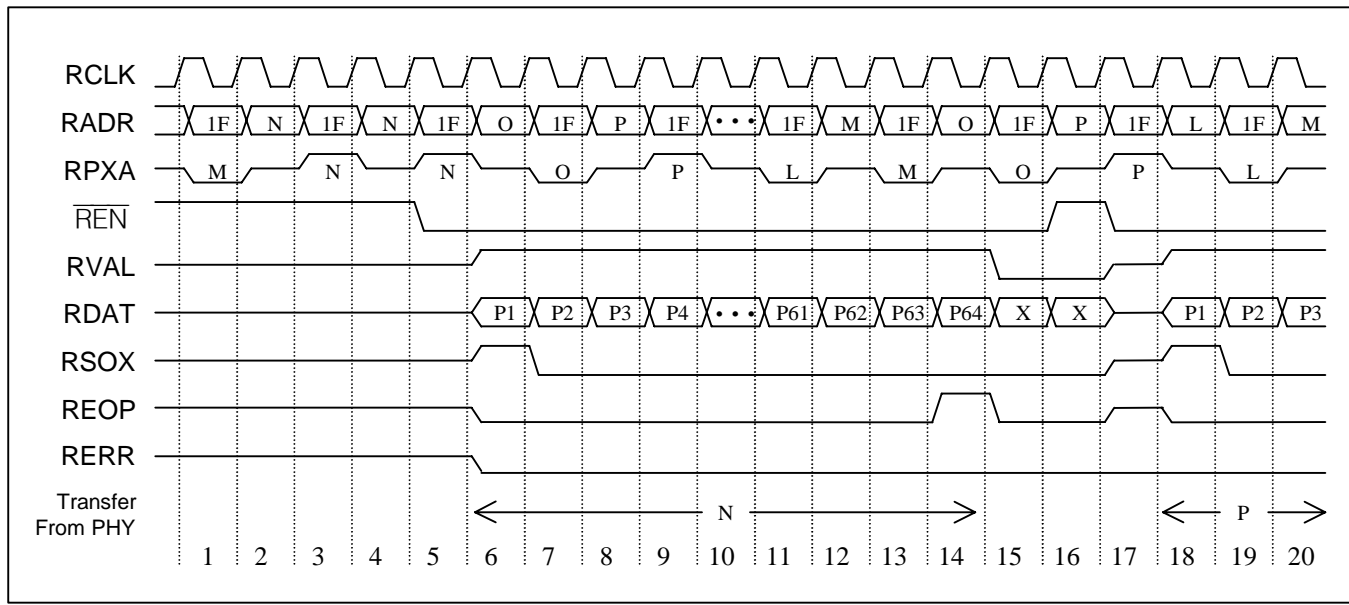 RCLK
RADR 1F N 1F N 1F O 1F P 1F ••• 1F M 1F O 1F P 1F L 1F M
RPXA M N N O P L M O P L
REN
RVAL
RDAT P1 P2 P3 P4 ••• P61 P62 P63 P64 X X P1 P2 P3
RSOX
REOP
RERR
Transfer
From PHY N P
1 2 3 4 5 6 7 8 9 10 11 12 13 14 15 16 17 18 19 20